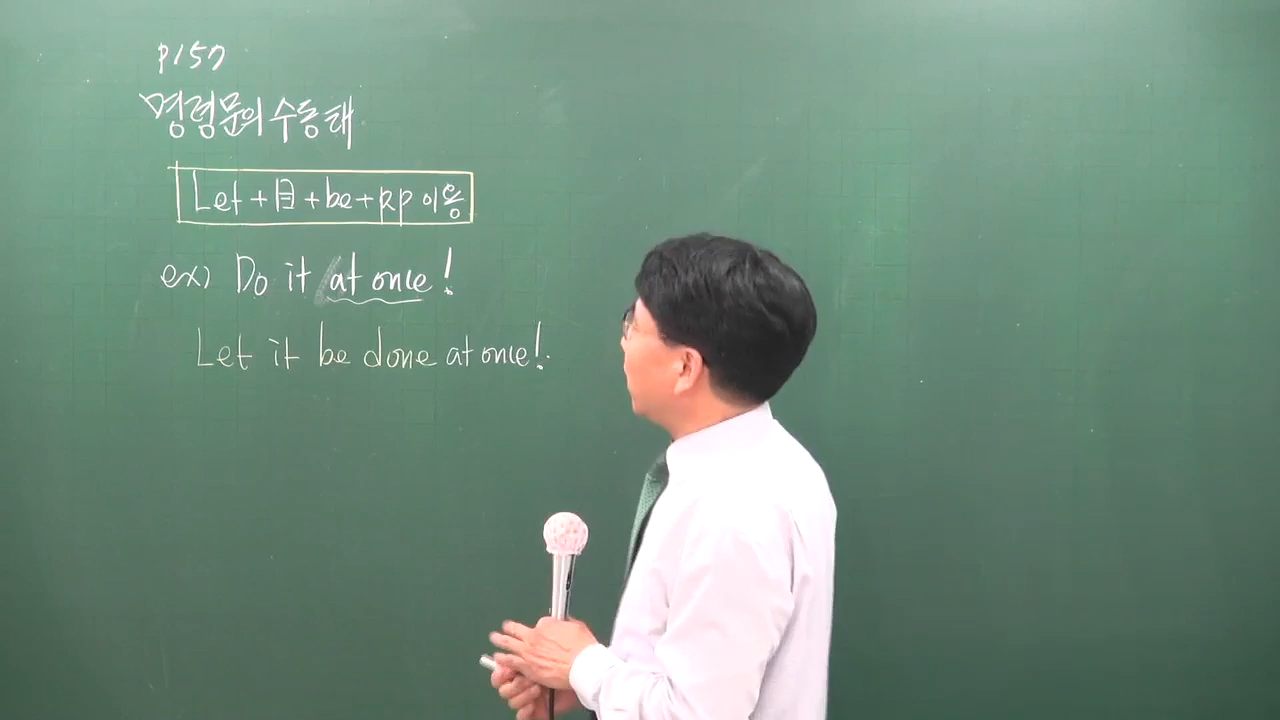 P157
명령문의 수동태
Let + 目 + be + p.p 이용
ex) Do it at once!
Let it be done at once!